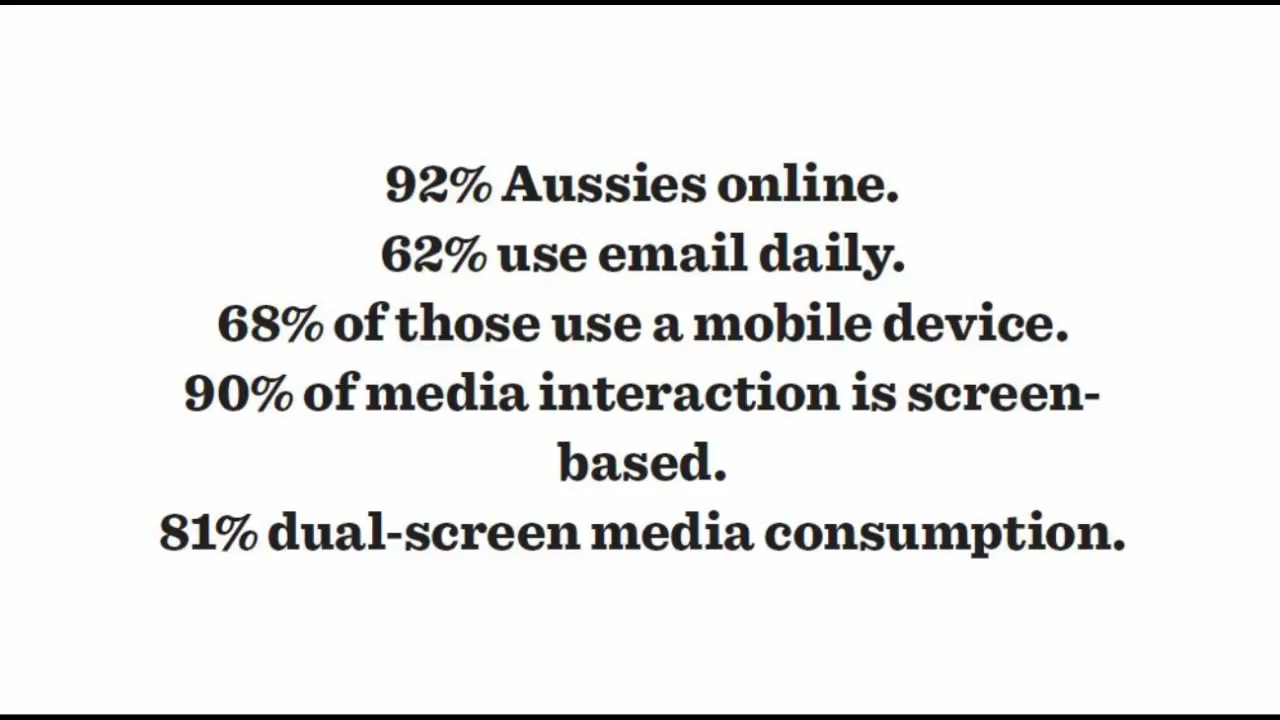 92% Aussies online.
62% use email daily.
68% of those use a mobile device.
90% of media interaction is screen-
based.
81% dual-screen media consumption.